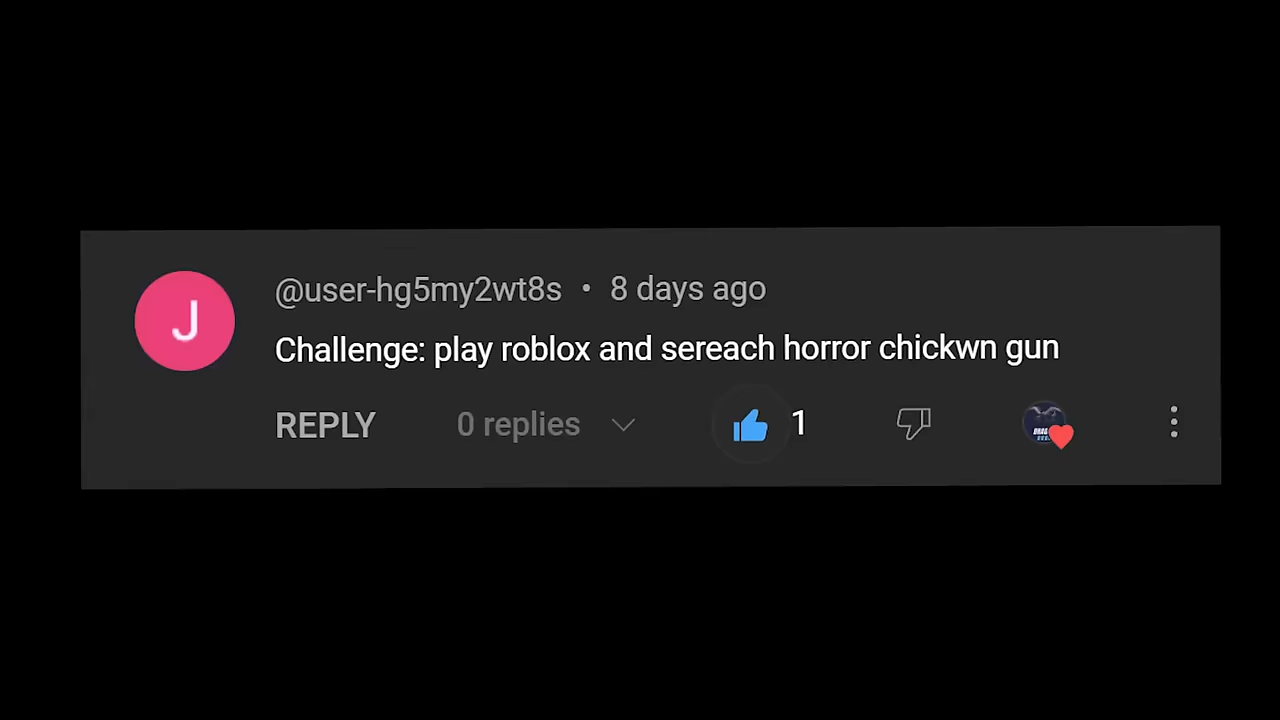 J
@user-hg5my2wt8s • 8 days ago
Challenge: play roblox and sereach horror chickwn gun
REPLY 0 replies 1